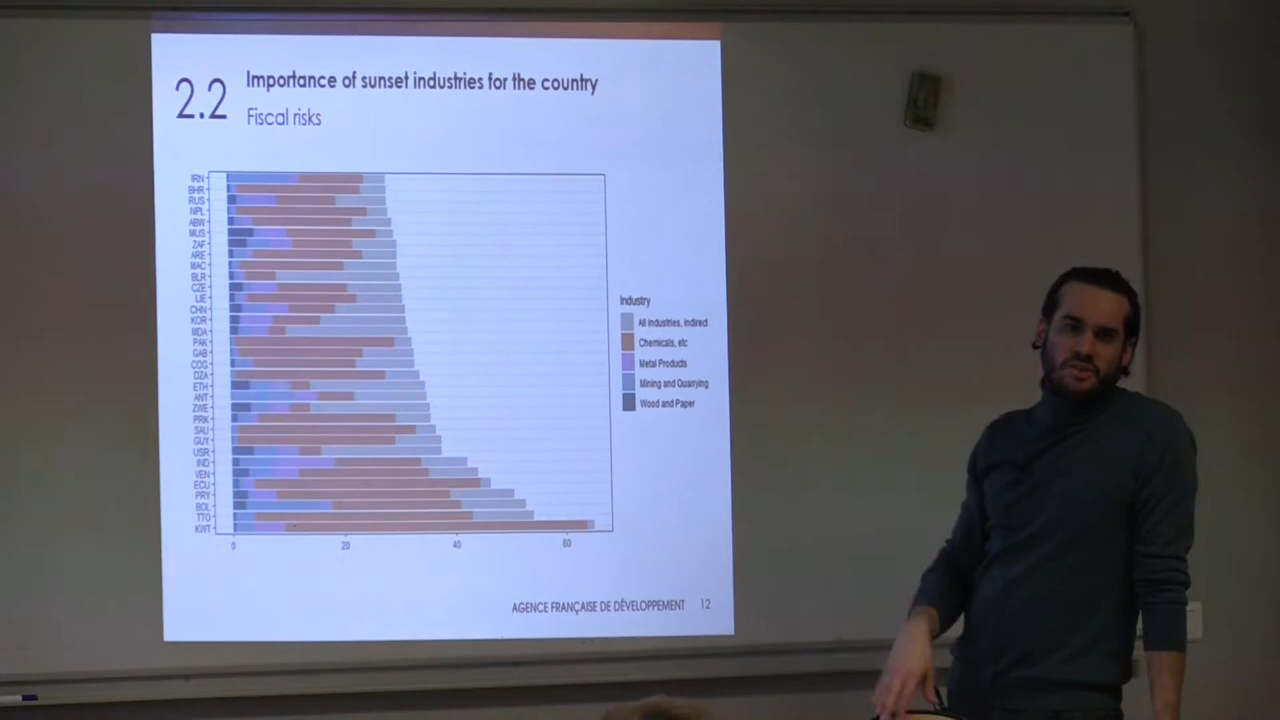 2.2
Importance of sunset industries for the country
Fiscal risks
IRN
BHR
RUS
NPL
ABW
MUS
ZAF
ARE
MAC
BLR
CZE
LIE
CHN
KOR
MDA
PAK
GAB
COG
DZA
ETH
ANT
ZWE
PRK
SAU
GUY
USR
IND
VEN
ECU
PRY
BOL
TTO
KWT
0 20 40 60
Industry
All industries, indirect
Chemicals, etc
Metal Products
Mining and Quarrying
Wood and Paper
AGENCE FRANÇAISE DE DÉVELOPPEMENT 12